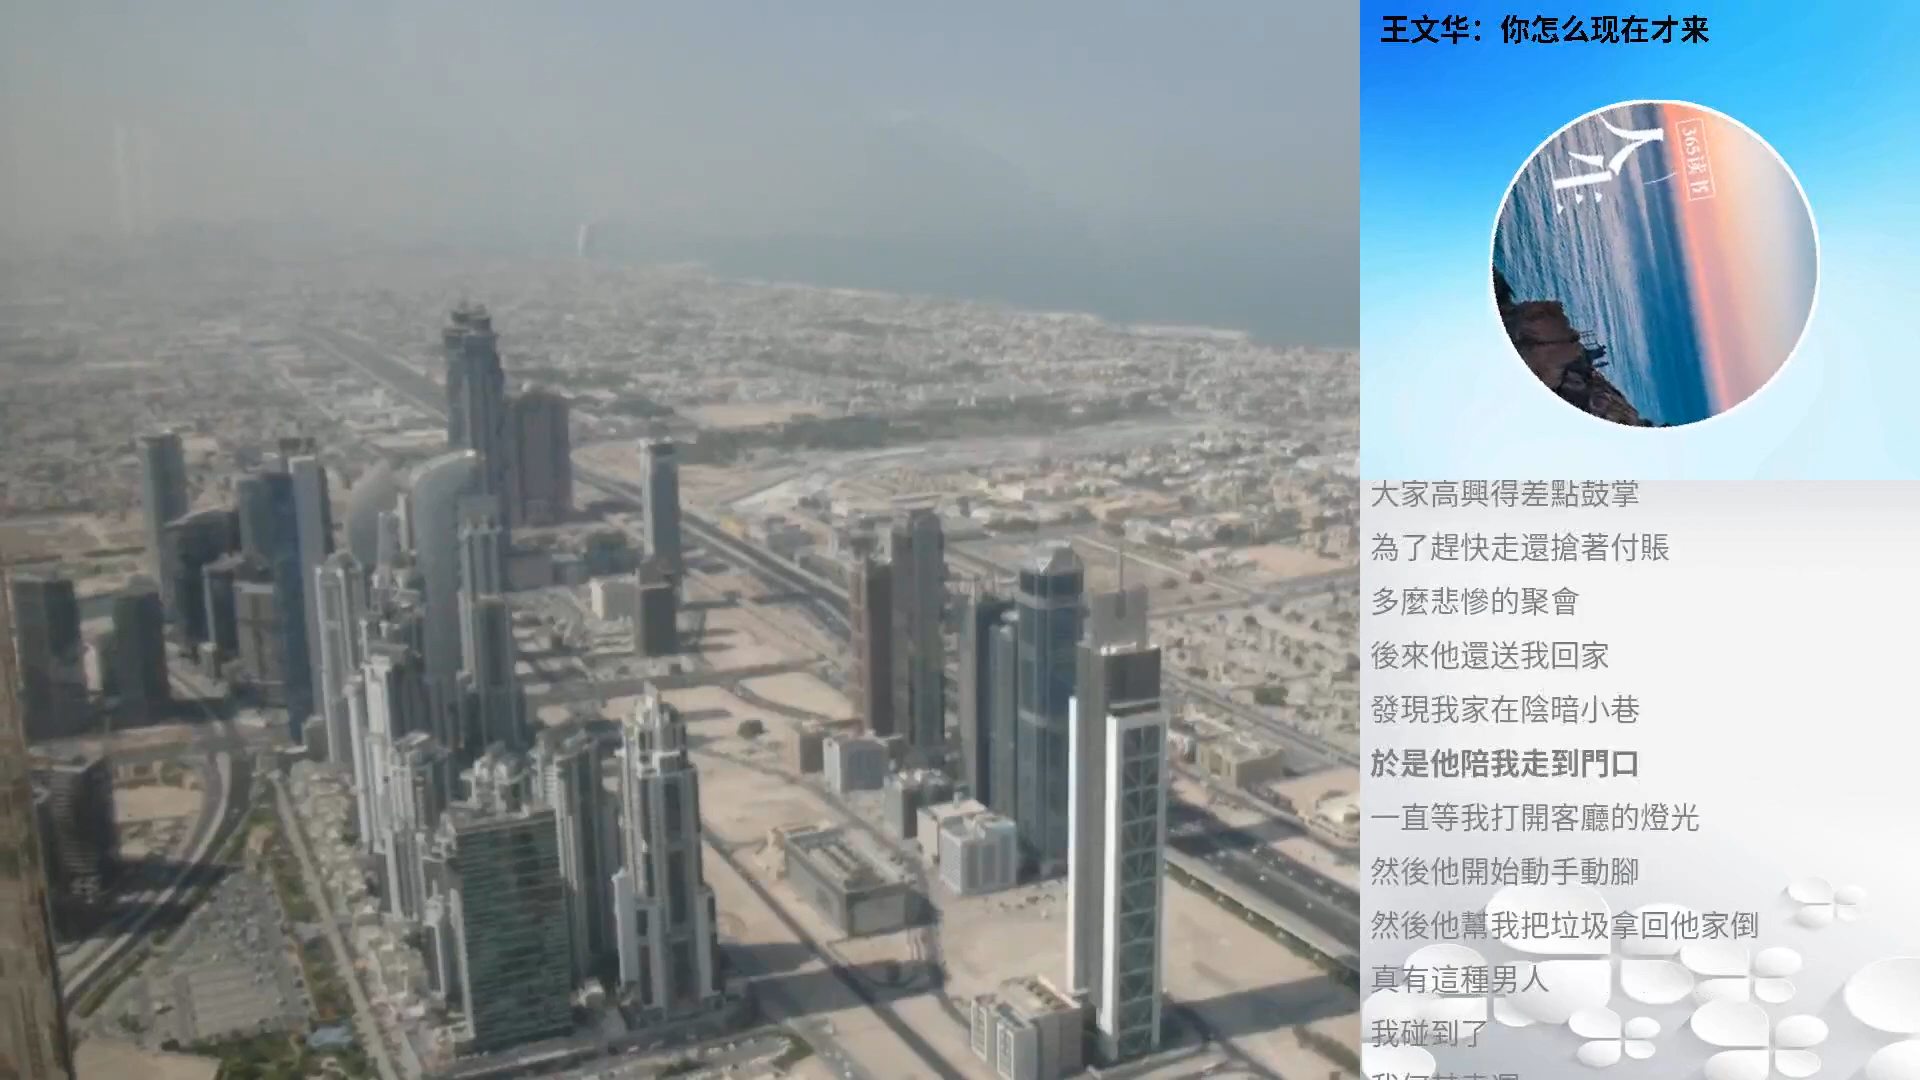 王文华：你怎么现在才来
人生
365读书
大家高興得差點鼓掌
為了趕快走還搶著付賬
多麼悲慘的聚會
後來他還送我回家
發現我家在陰暗小巷
於是他陪我走到門口
一直等我打開客廳的燈光
然後他開始動手動腳
然後他幫我把垃圾拿回他家倒
真有這種男人
我碰到了